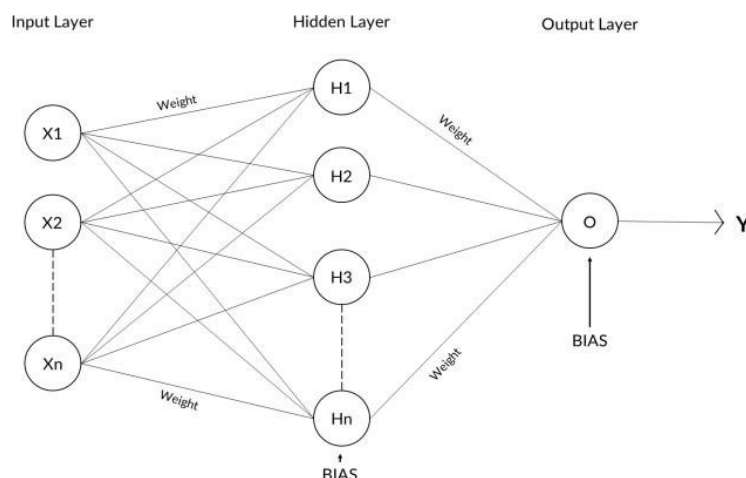 Input Layer
Hidden Layer
Output Layer
Weight
H1
Weight
X1
H2
X2
O
Y
H3
BIAS
Xn
Weight
Weight
Hn
BIAS